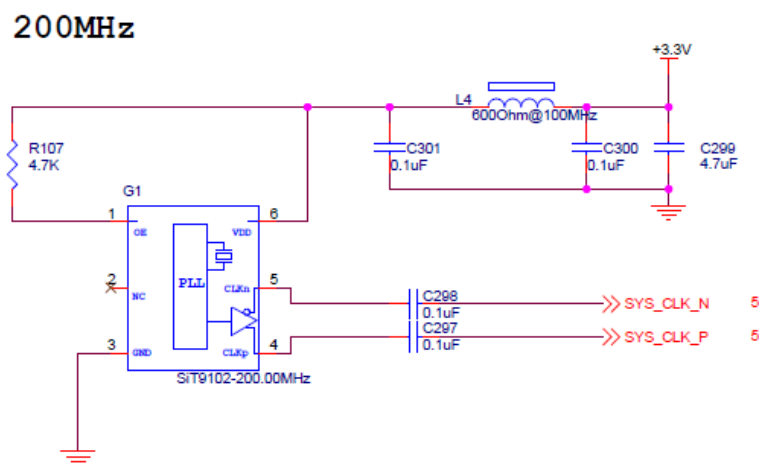 200MHz
+3.3V
L4
600Ohm@100MHz
R107
4.7K
C301
0.1uF
C300
0.1uF
C299
4.7uF
G1
1
OE
6
VDD
2
NC
PLL
5
CLKn
C298
0.1uF
SYS_CLK_N 5
3
GND
4
CLKp
C297
0.1uF
SYS_CLK_P 5
SiT9102-200.00MHz